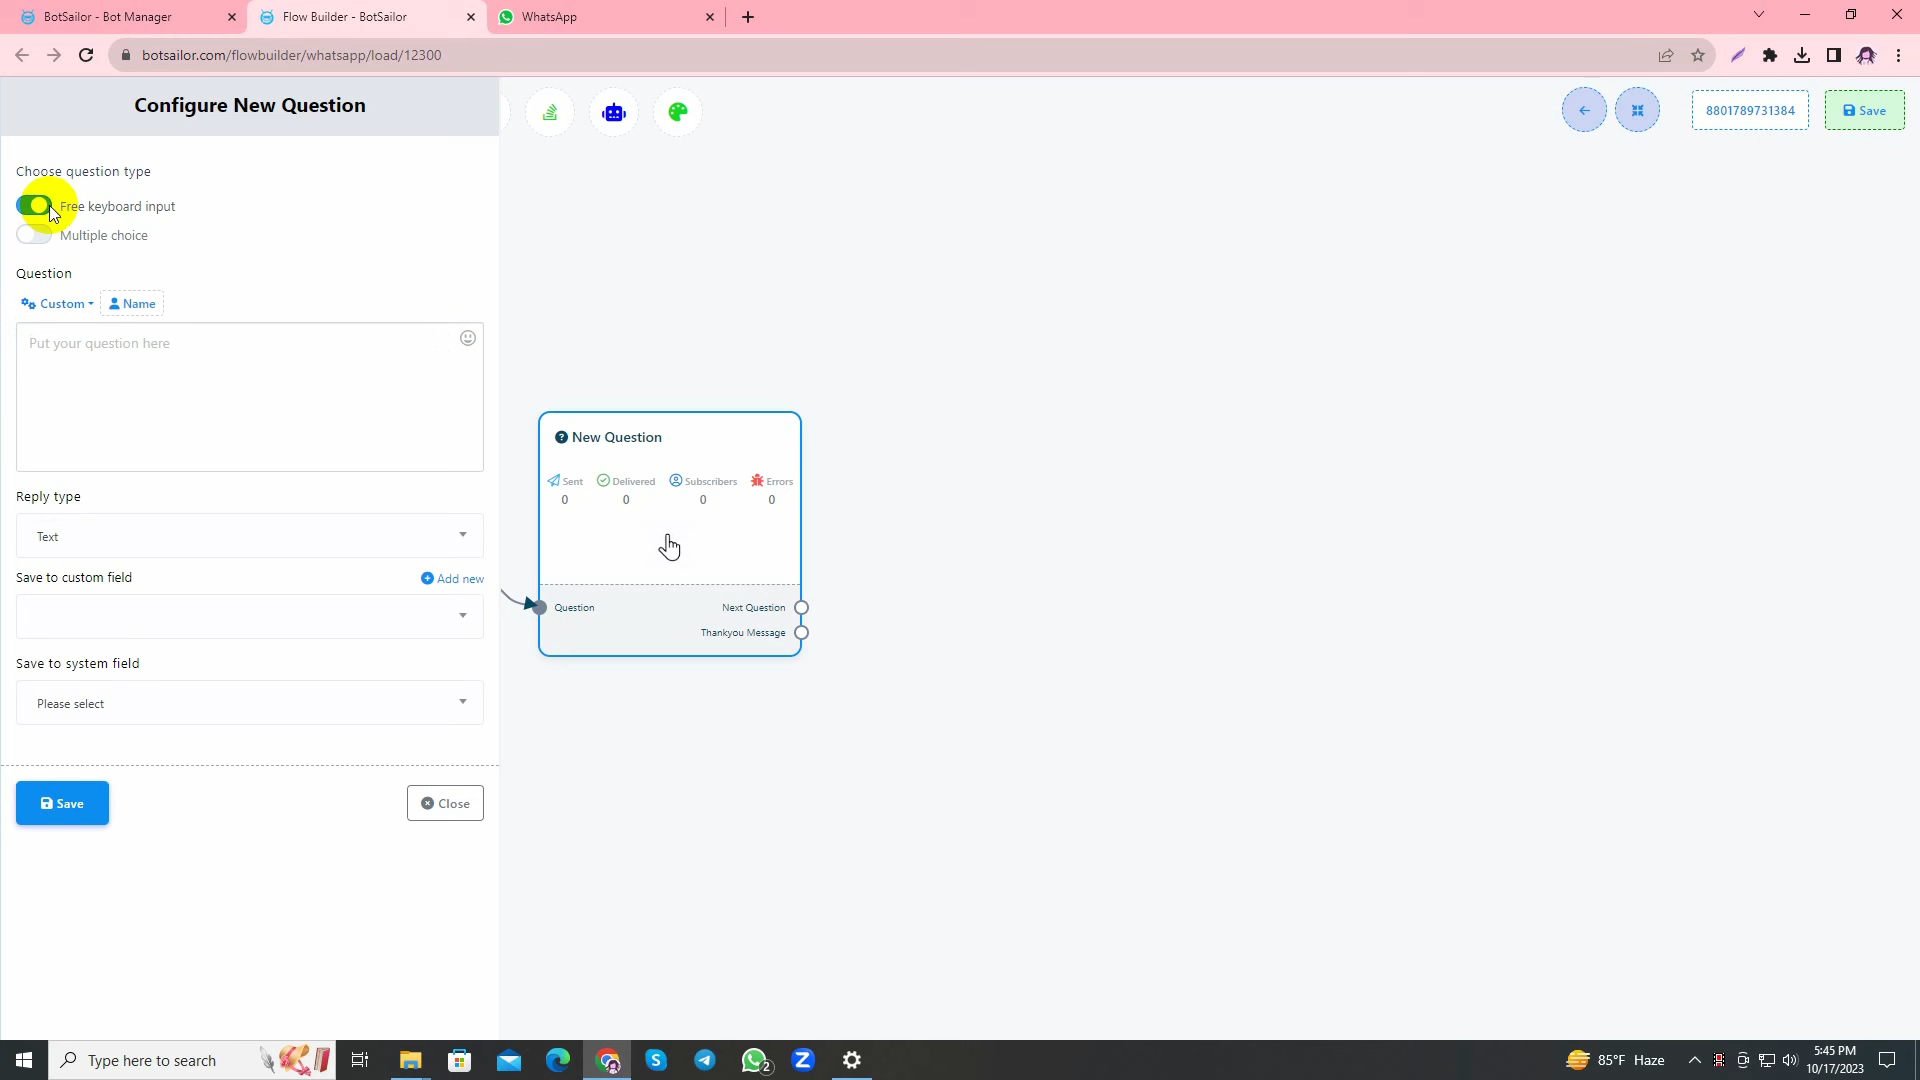 BotSailor - Bot Manager
Flow Builder - BotSailor
WhatsApp
botsailor.com/flowbuilder/whatsapp/load/12300
Configure New Question
8801789731384
Save
Choose question type
Free keyboard input
Multiple choice
Question
Custom
Name
Put your question here
New Question
Sent
Delivered
Subscribers
Errors
0
0
0
0
Reply type
Text
Save to custom field
Add new
Question
Next Question
Thankyou Message
Save to system field
Please select
Save
Close
Type here to search
2
85°F Haze
5:45 PM
10/17/2023